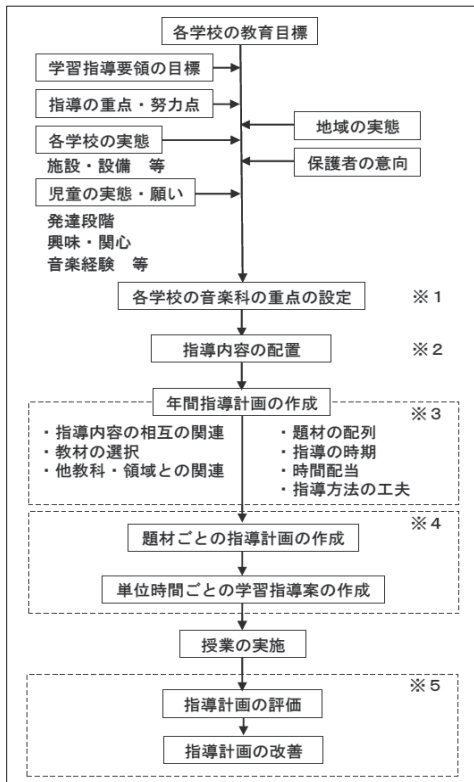 各学校の教育目標
学習指導要領の目標
指導の重点・努力点
地域の実態
各学校の実態
施設・設備 等
保護者の意向
児童の実態・願い
発達段階
興味・関心
音楽経験 等
各学校の音楽科の重点の設定 ※1
指導内容の配置 ※2
年間指導計画の作成 ※3
・指導内容の相互の関連
・教材の選択
・他教科・領域との関連
・題材の配列
・指導の時期
・時間配当
・指導方法の工夫
※4
題材ごとの指導計画の作成
単位時間ごとの学習指導案の作成
授業の実施
※5
指導計画の評価
指導計画の改善